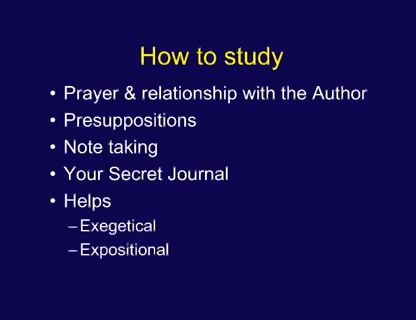 How to study
• Prayer & relationship with the Author
• Presuppositions
• Note taking
• Your Secret Journal
• Helps
–Exegetical
–Expositional